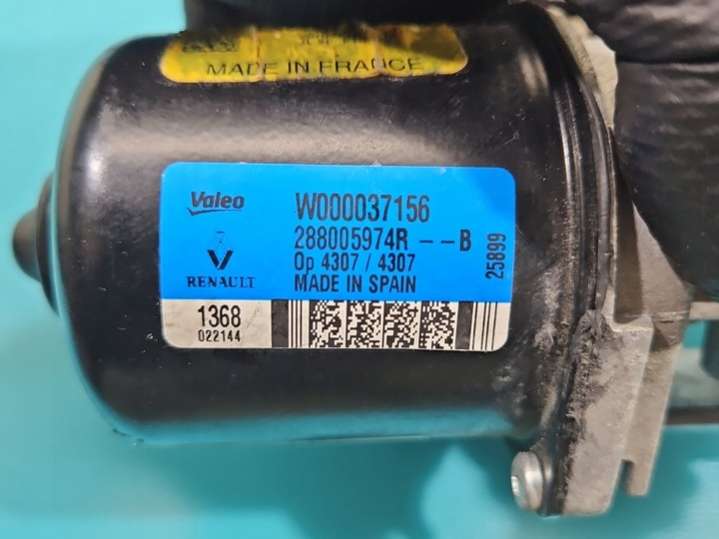 MADE IN FRANCE
Valeo
W000037156
288005974R -- B
Op 4307 / 4307
RENAULT
MADE IN SPAIN
25899
1368
022144